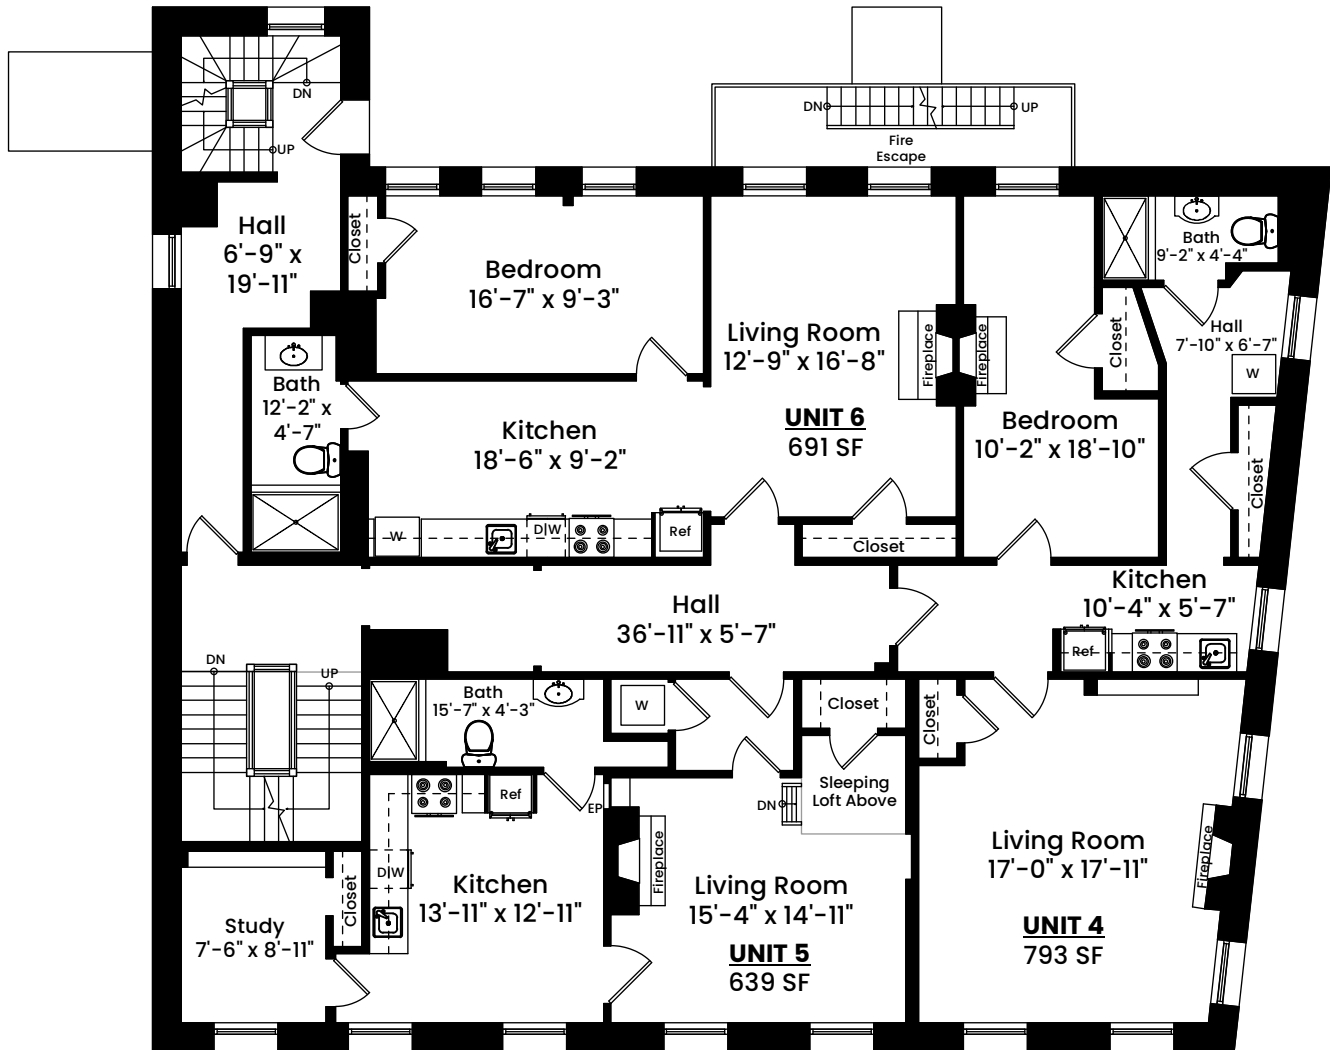 DN
UP
DN
UP
Fire
Escape
Hall
6'-9" x
19'-11"
Closet
Bedroom
16'-7" x 9'-3"
Living Room
12'-9" x 16'-8"
Fireplace
Fireplace
UNIT 6
691 SF
Bath
9'-2" x 4'-4"
Closet
Hall
7'-10" x 6'-7"
W
Bath
12'-2" x
4'-7"
Kitchen
18'-6" x 9'-2"
Bedroom
10'-2" x 18'-10"
Closet
W
D|W
Ref
Closet
Hall
36'-11" x 5'-7"
Kitchen
10'-4" x 5'-7"
Ref
DN
UP
Bath
15'-7" x 4'-3"
W
Closet
Closet
Sleeping
Loft Above
DN
Ref
EP
D|W
Kitchen
13'-11" x 12'-11"
Closet
Study
7'-6" x 8'-11"
Fireplace
Living Room
15'-4" x 14'-11"
UNIT 5
639 SF
Living Room
17'-0" x 17'-11"
Fireplace
UNIT 4
793 SF